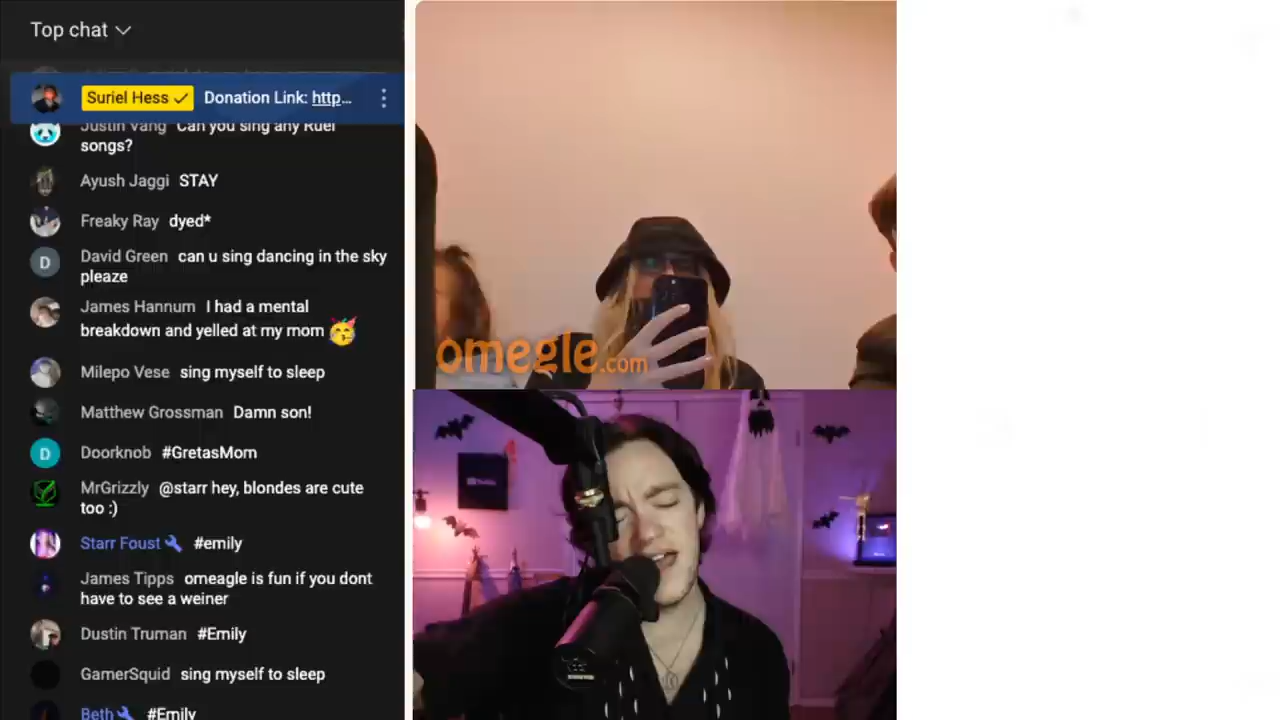 Top chat
Suriel Hess Donation Link: http...
Justin Vang Can you sing any Ruel
songs?
Ayush Jaggi STAY
Freaky Ray dyed*
D David Green can u sing dancing in the sky
pleaze
James Hannum I had a mental
breakdown and yelled at my mom
Milepo Vese sing myself to sleep
Matthew Grossman Damn son!
D Doorknob #GretasMom
MrGrizzly @starr hey, blondes are cute
too :)
Starr Foust #emily
James Tipps omeagle is fun if you dont
have to see a weiner
Dustin Truman #Emily
GamerSquid sing myself to sleep
Beth #Emily
omegle.com